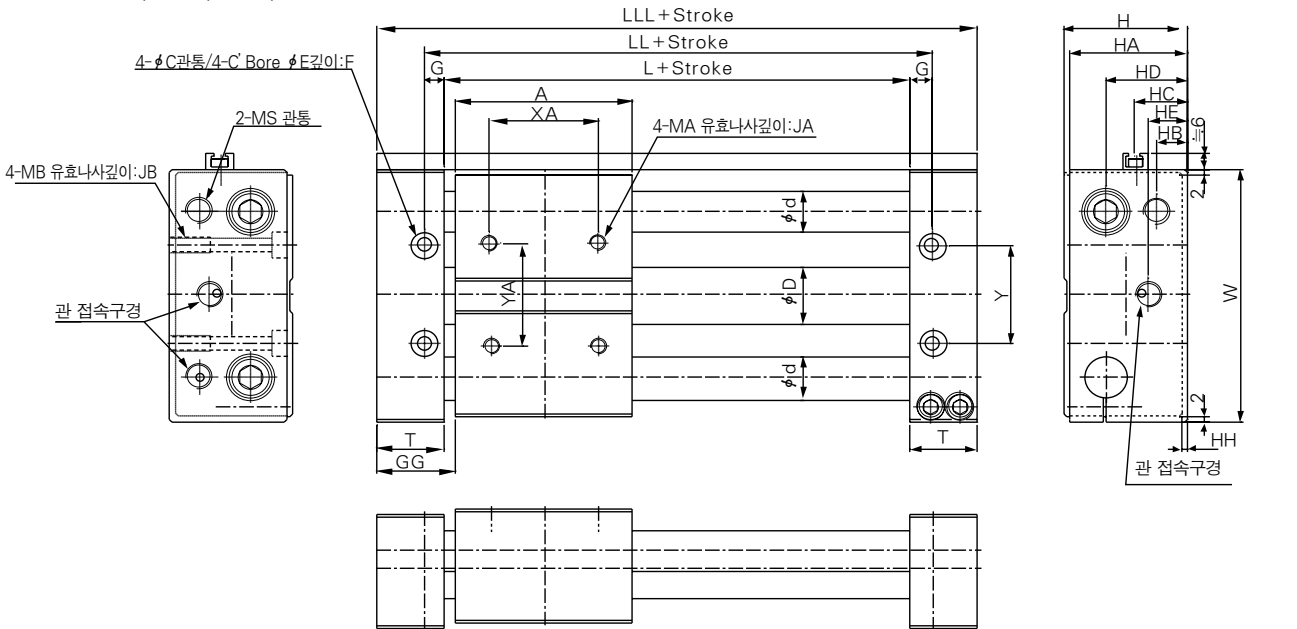 LLL+Stroke
LL+Stroke
L+Stroke
G
G
A
XA
4-φC관통/4-C' Bore φE깊이:F
2-MS 관통
4-MB 유효나사깊이:JB
4-MA 유효나사깊이:JA
관 접속구경
φd
φD
φd
YA
Y
T
GG
T
H
HA
HD
HC
HE
HB
≒6
2
W
2
HH
관 접속구경